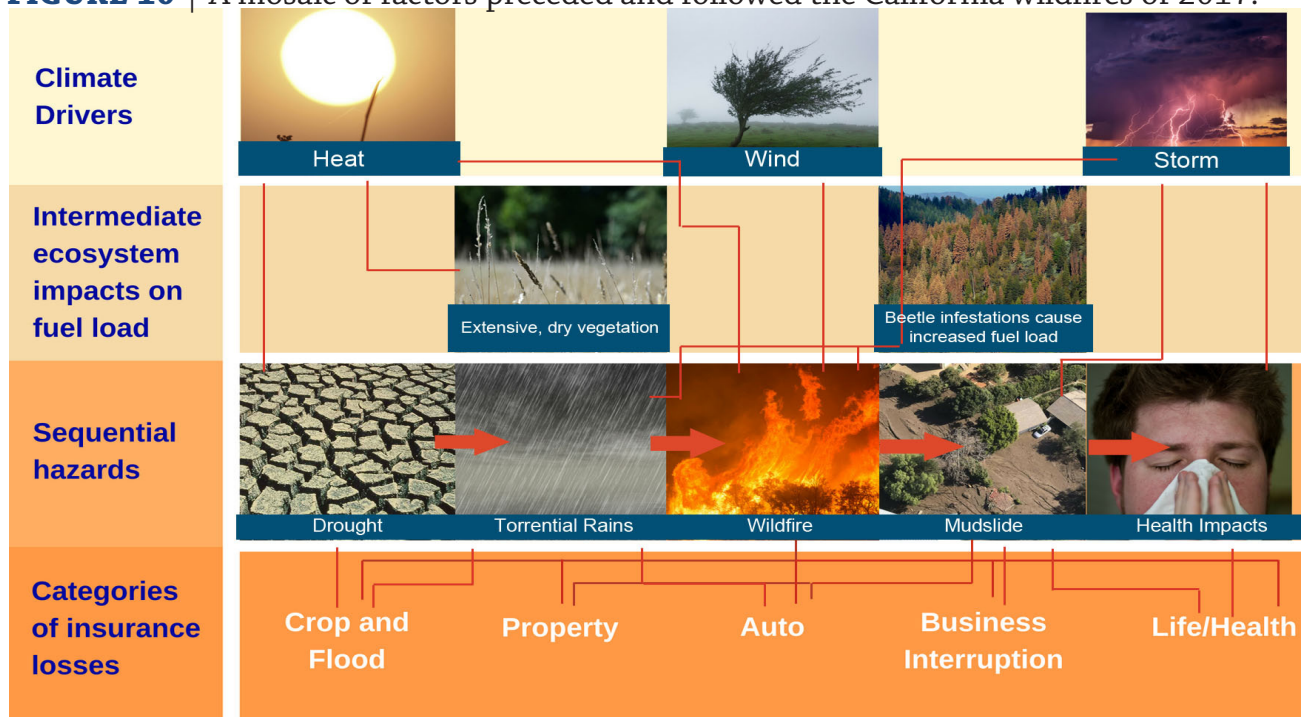 FIGURE 10 | A mosaic of factors preceded and followed the California wildfires of 2017.
Climate
Drivers
Heat
Wind
Storm
Intermediate
ecosystem
impacts on
fuel load
Extensive, dry vegetation
Beetle infestations cause
increased fuel load
Sequential
hazards
Drought
Torrential Rains
Wildfire
Mudslide
Health Impacts
Categories
of insurance
losses
Crop and
Flood
Property
Auto
Business
Interruption
Life/Health